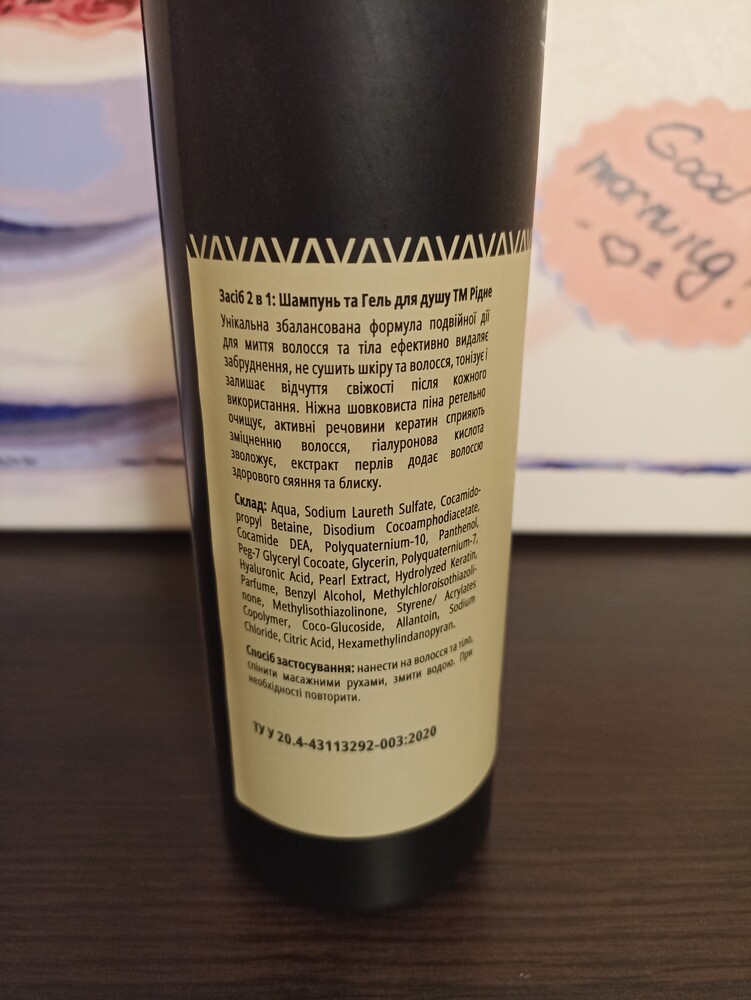 Засіб 2 в 1: Шампунь та Гель для душу ТМ Рідне
Унікальна збалансована формула подвійної дії
для миття волосся та тіла ефективно видаляє
забруднення, не сушить шкіру та волосся, тонізує і
залишає відчуття свіжості після кожного
використання. Ніжна шовковиста піна ретельно
очищує, активні речовини кератин сприяють
зміцненню волосся, гіалуронова кислота
зволожує, екстракт перлів додає волоссю
здорового сяяння та блиску.
Склад: Aqua, Sodium Laureth Sulfate, Cocamido-
propyl Betaine, Disodium Cocoamphodiacetate,
Cocamide DEA, Polyquaternium-10, Panthenol,
Peg-7 Glyceryl Cocoate, Glycerin, Polyquaternium-7,
Hyaluronic Acid, Pearl Extract, Hydrolyzed Keratin,
Parfume, Benzyl Alcohol, Methylchloroisothiazoli-
none, Methylisothiazolinone, Styrene/ Acrylates
Copolymer, Coco-Glucoside, Allantoin, Sodium
Chloride, Citric Acid, Hexamethylindanopyran.
Спосіб застосування: нанести на волосся та тіло,
спінити масажними рухами, змити водою. При
необхідності повторити.
ТУ У 20.4-43113292-003:2020
Good
morning!